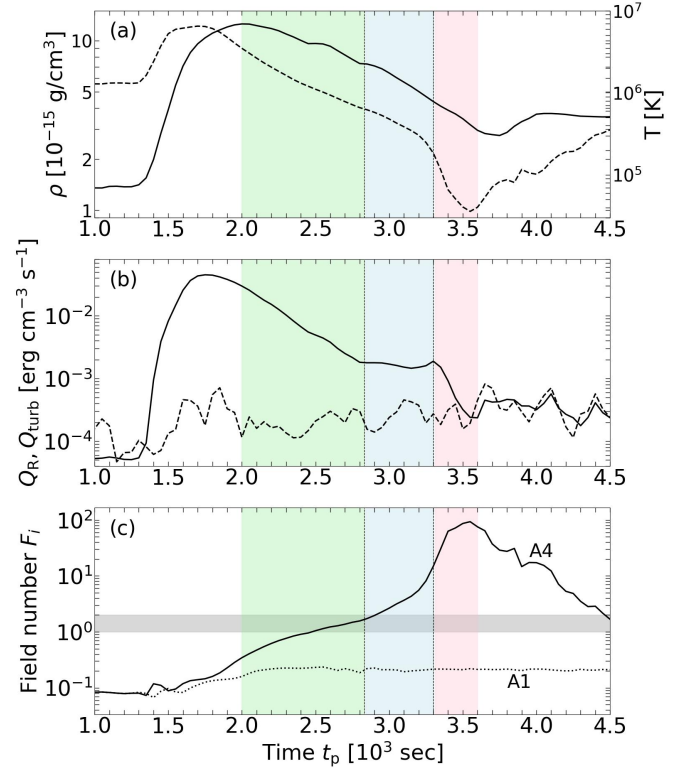 (a)
10
5
2
1
ρ [10⁻¹⁵ g/cm³]
10⁷
10⁶
10⁵
T [K]
1.0 1.5 2.0 2.5 3.0 3.5 4.0 4.5
(b)
10⁻²
10⁻³
10⁻⁴
Q_R, Q_turb [erg cm⁻³ s⁻¹]
1.0 1.5 2.0 2.5 3.0 3.5 4.0 4.5
(c)
10²
10¹
10⁰
10⁻¹
Field number F_i
A4
A1
1.0 1.5 2.0 2.5 3.0 3.5 4.0 4.5
Time t_p [10³ sec]